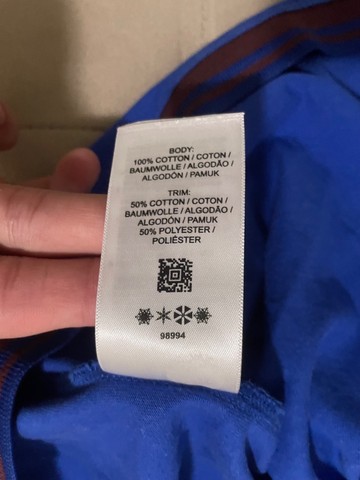 BODY:
100% COTTON / COTON /
BAUMWOLLE / ALGODÃO /
ALGODÓN / PAMUK
TRIM:
50% COTTON / COTON /
BAUMWOLLE / ALGODÃO /
ALGODÓN / PAMUK
50% POLYESTER /
POLIÉSTER
98994